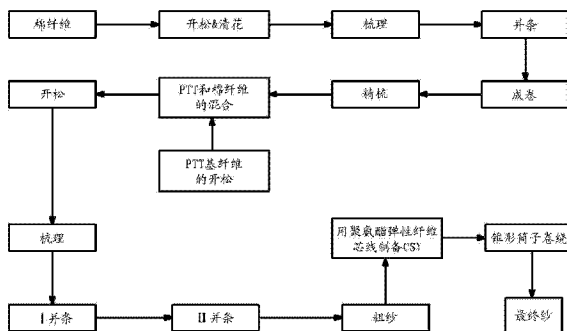 棉纤维
开松&清花
梳理
并条
开松
PTT和棉纤维
的混合
精梳
成卷
PTT基纤维
的开松
梳理
用聚氨酯弹性纤维
芯线制备CSY
锥形筒子卷绕
I 并条
II 并条
粗纱
最终纱